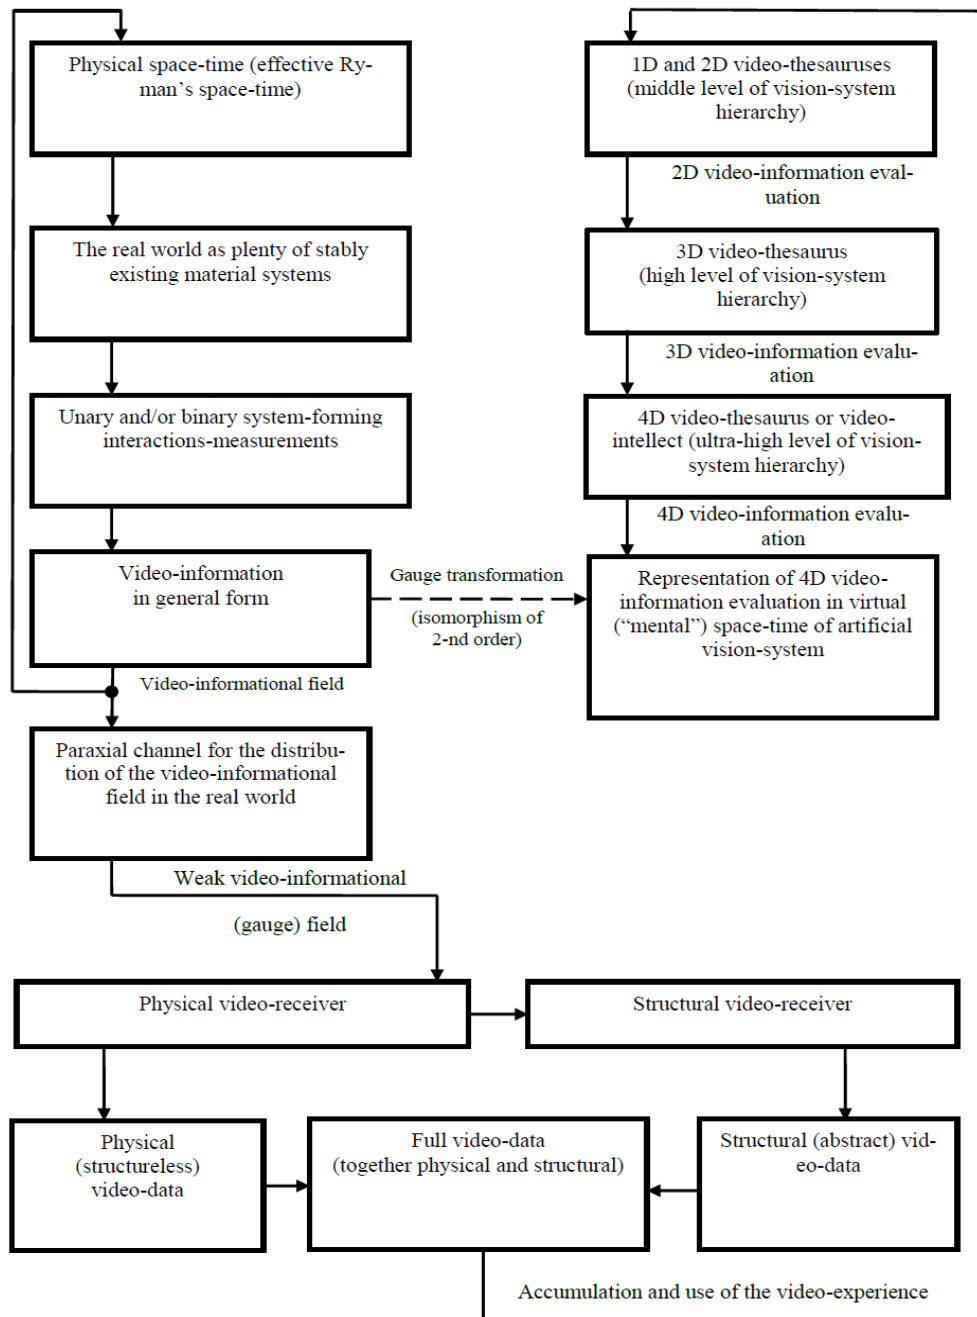 Physical space-time (effective Ry-
man's space-time)
The real world as plenty of stably
existing material systems
Unary and/or binary system-forming
interactions-measurements
Video-information
in general form
Video-informational field
Paraxial channel for the distribu-
tion of the video-informational
field in the real world
Weak video-informational
(gauge) field
1D and 2D video-thesauruses
(middle level of vision-system
hierarchy)
2D video-information eval-
uation
3D video-thesaurus
(high level of vision-system
hierarchy)
3D video-information evalu-
ation
4D video-thesaurus or video-
intellect (ultra-high level of vision-
system hierarchy)
4D video-information evalu-
ation
Gauge transformation
(isomorphism of
2-nd order)
Representation of 4D video-
information evaluation in virtual
(“mental”) space-time of artificial
vision-system
Physical video-receiver
Structural video-receiver
Physical
(structureless)
video-data
Full video-data
(together physical and structural)
Structural (abstract) vid-
eo-data
Accumulation and use of the video-experience